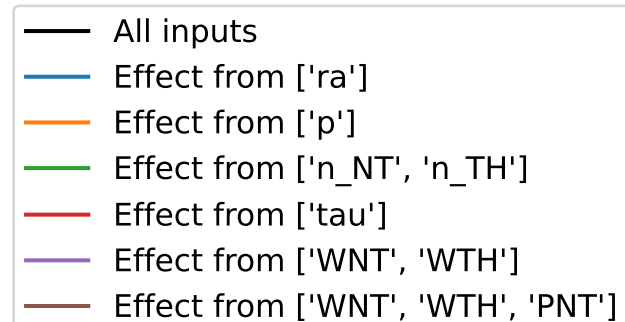 All inputs
Effect from ['ra']
Effect from ['p']
Effect from ['n_NT', 'n_TH']
Effect from ['tau']
Effect from ['WNT', 'WTH']
Effect from ['WNT', 'WTH', 'PNT']